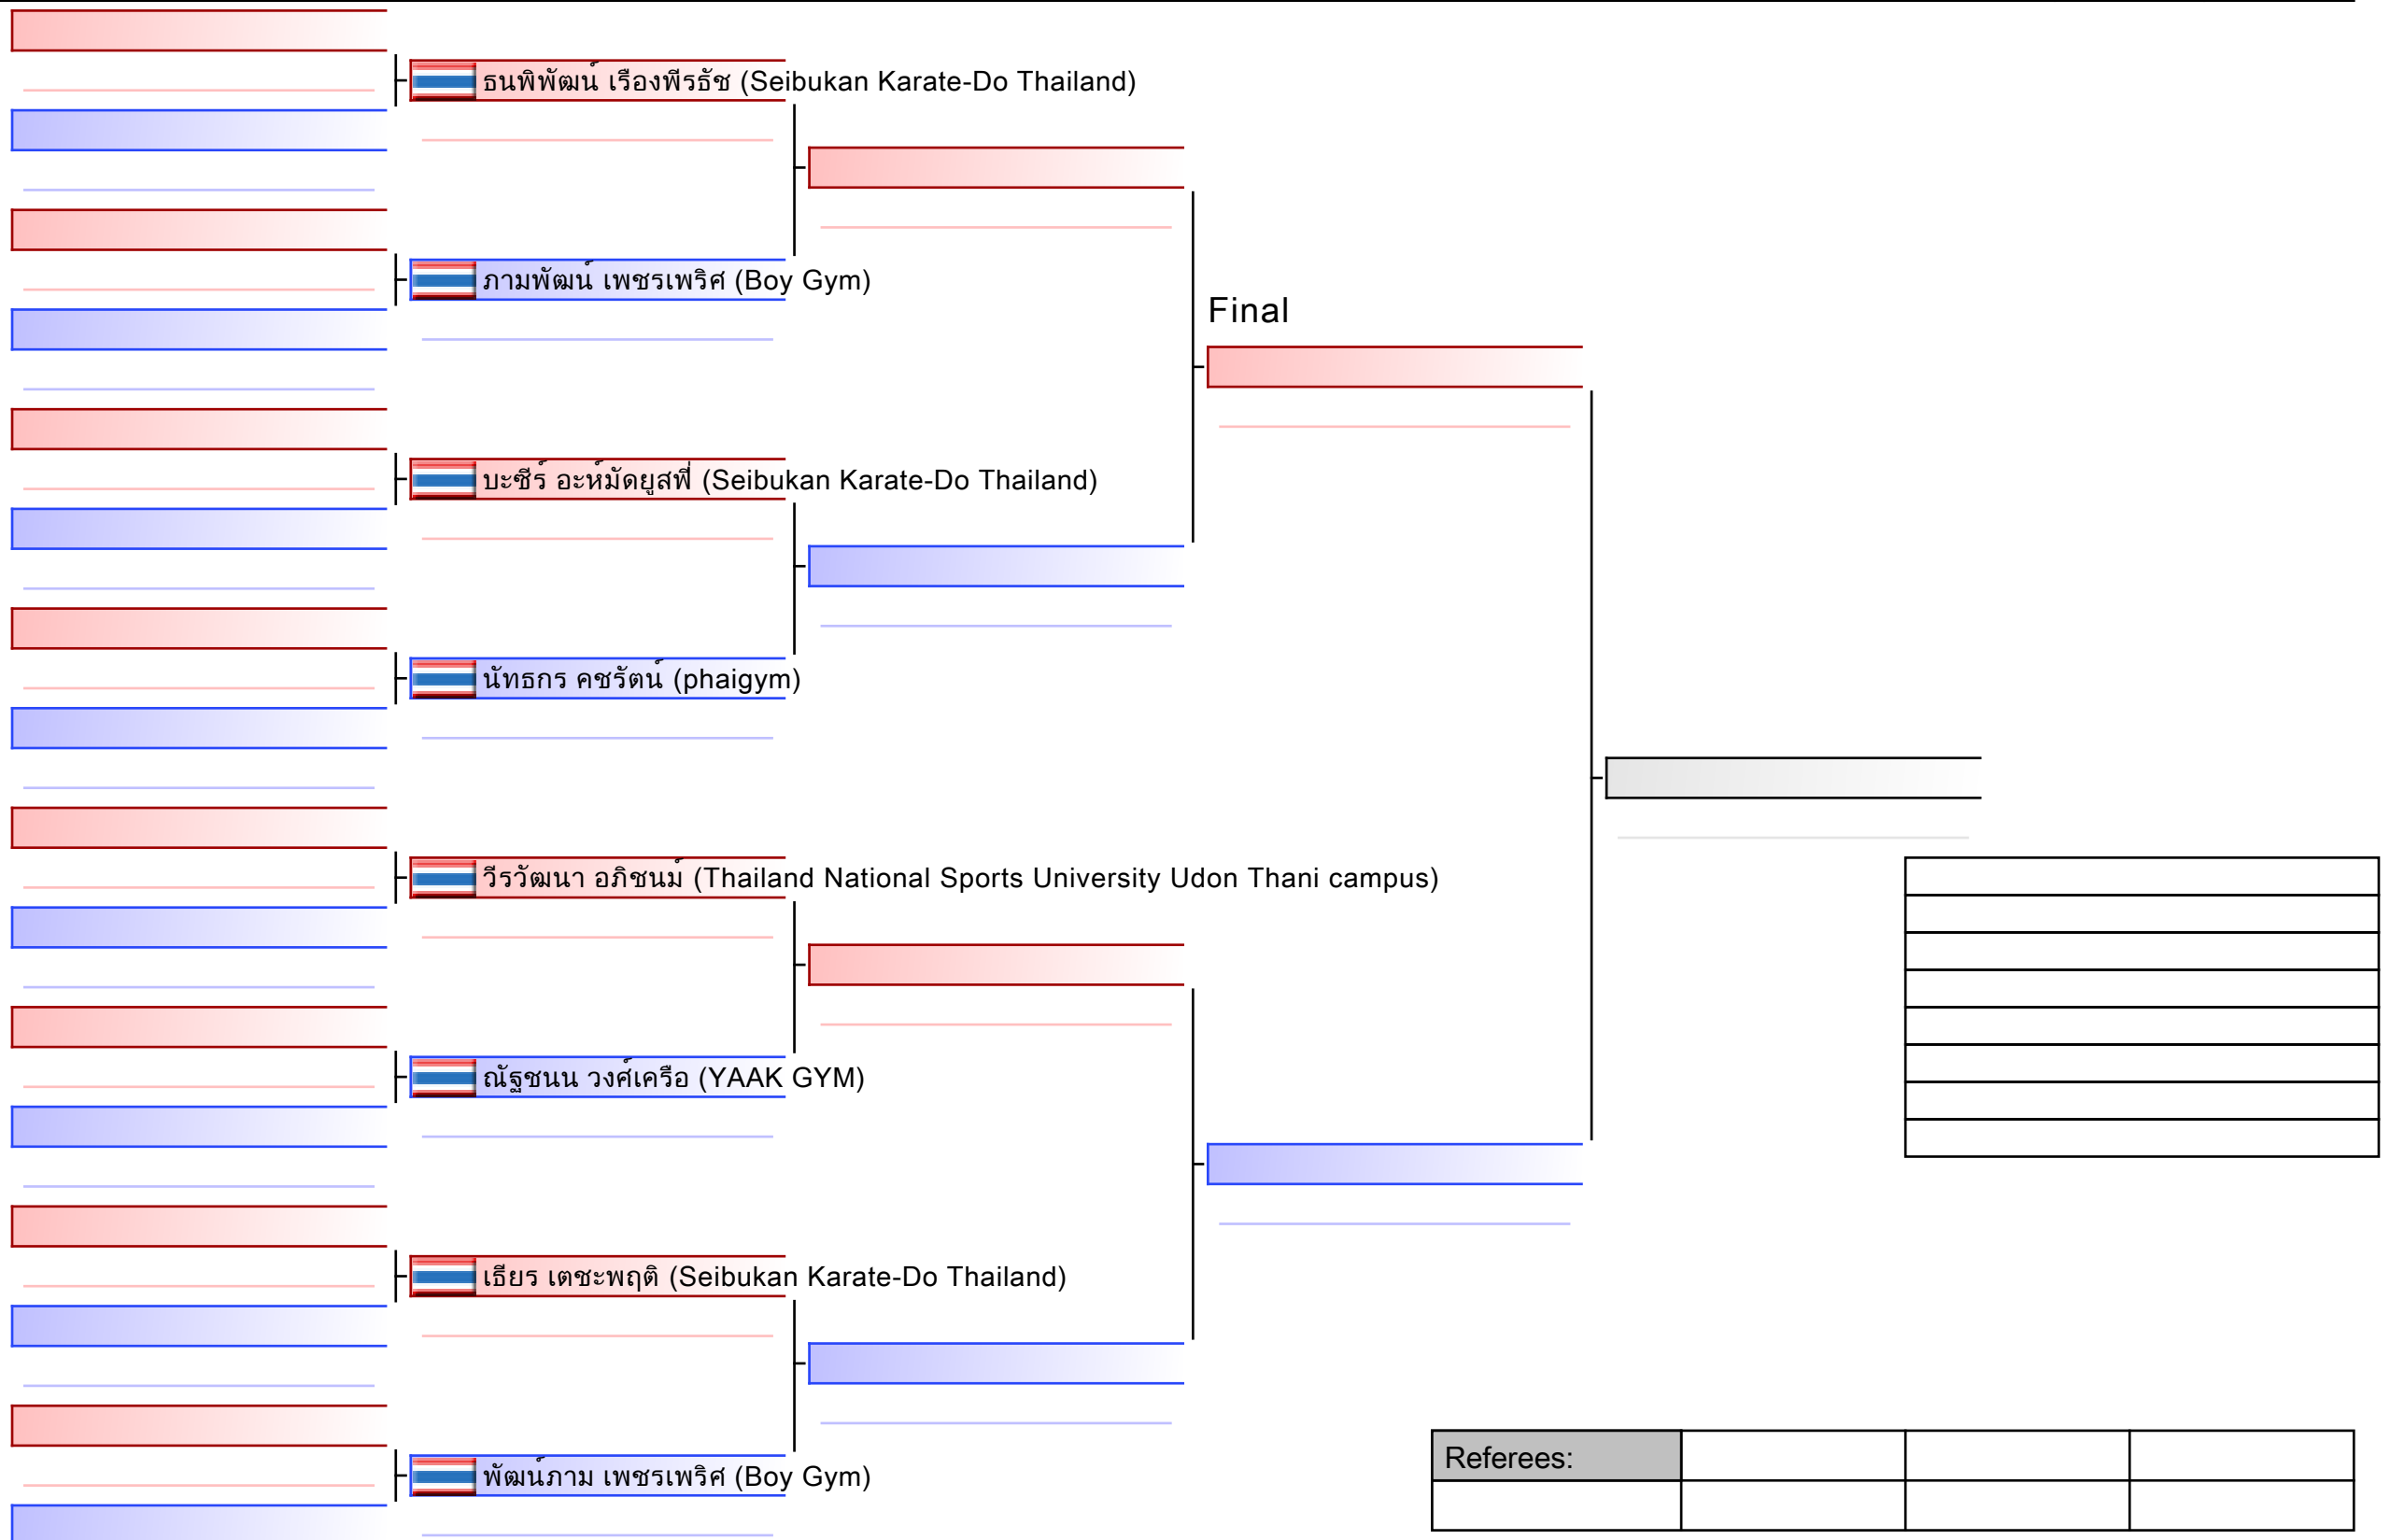 ธนพิพัฒน์ เรืองพีรธัช (Seibukan Karate-Do Thailand)
ภามพัฒน์ เพชรเพริศ (Boy Gym)
Final
บะซีร์ อะห์มัดยูสฟี (Seibukan Karate-Do Thailand)
นัทธกร คชรัตน์ (phaigym)
วีรวัฒนา อภิชนม์ (Thailand National Sports University Udon Thani campus)
ณัฐชนน วงศ์เครือ (YAAK GYM)
เธียร เตชะพฤติ (Seibukan Karate-Do Thailand)
พัฒน์ภาม เพชรเพริศ (Boy Gym)
Referees: